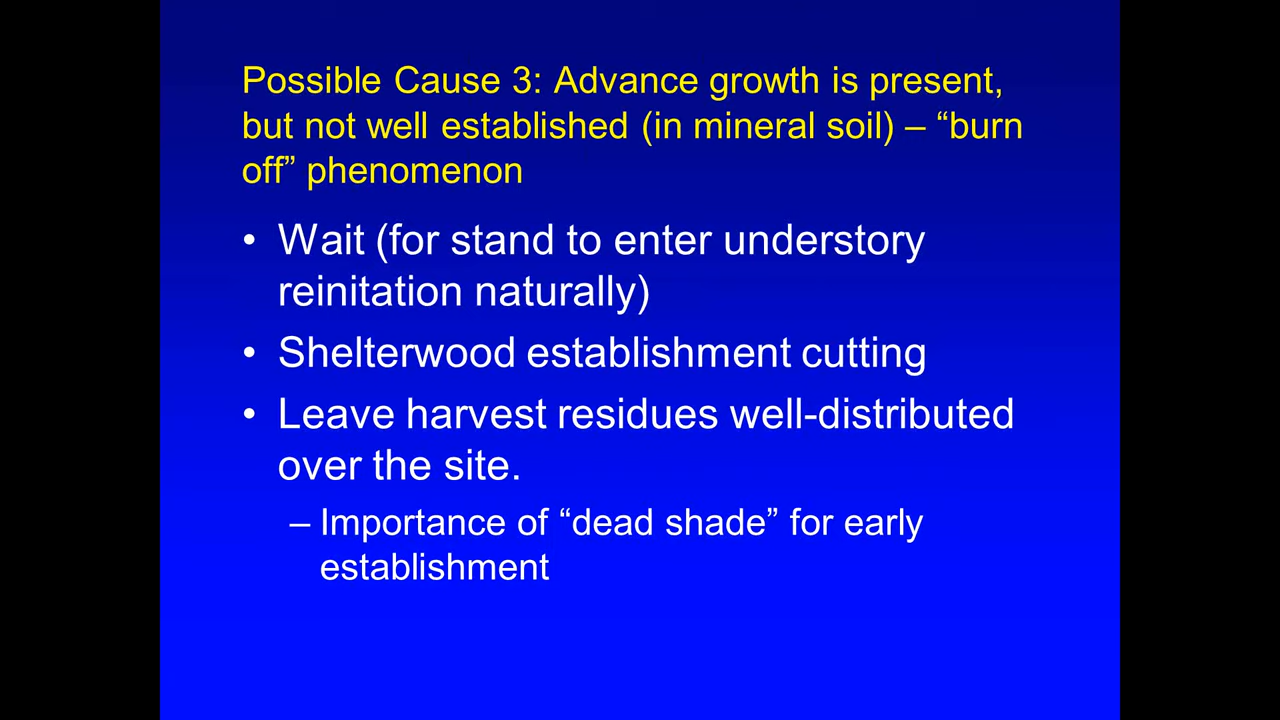 Possible Cause 3: Advance growth is present,
but not well established (in mineral soil) – “burn
off” phenomenon
• Wait (for stand to enter understory
reinitation naturally)
• Shelterwood establishment cutting
• Leave harvest residues well-distributed
over the site.
– Importance of “dead shade” for early
establishment